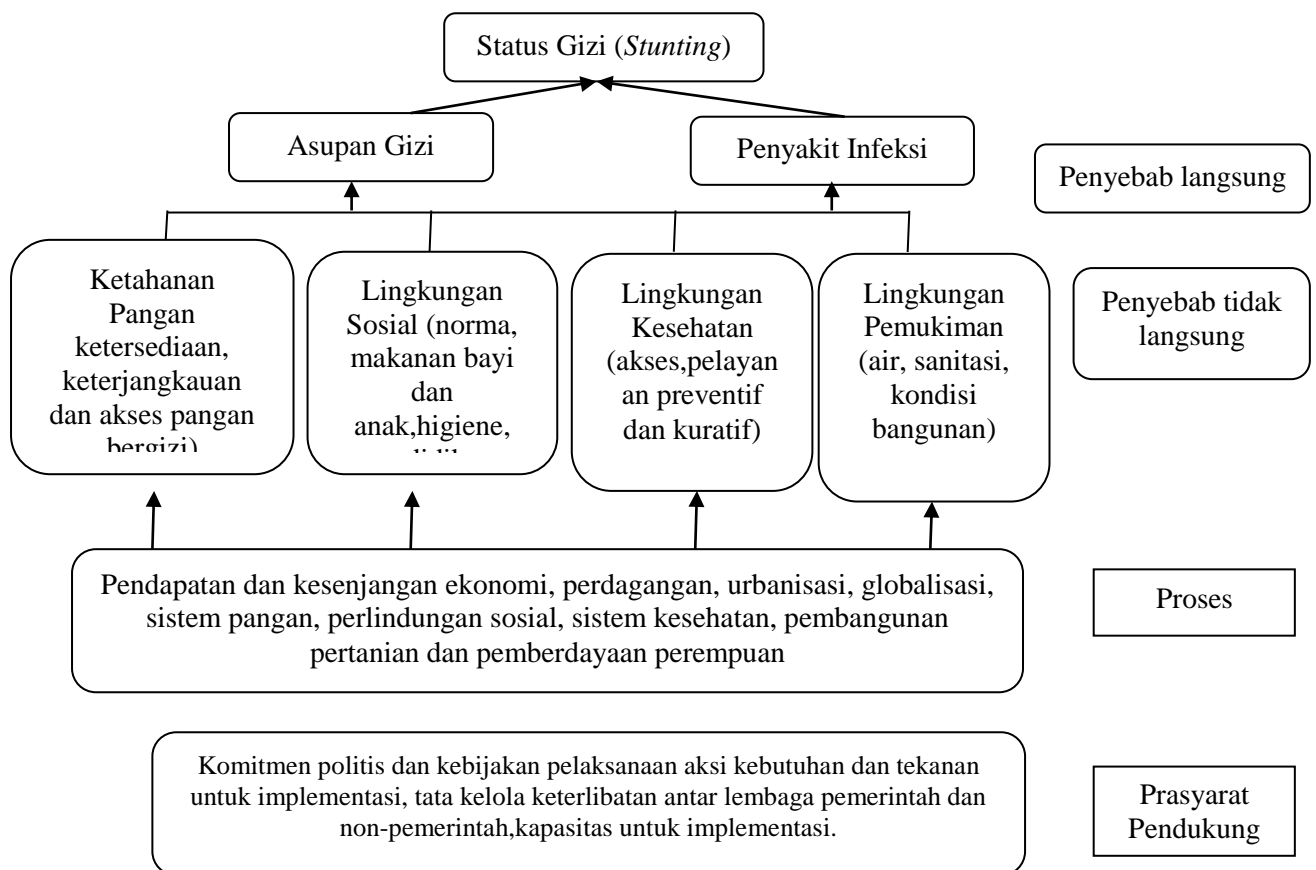 Status Gizi (Stunting)
Asupan Gizi
Penyakit Infeksi
Penyebab langsung
Ketahanan
Pangan
ketersediaan,
keterjangkauan
dan akses pangan
bergizi)
Lingkungan
Sosial (norma,
makanan bayi
dan
anak,higiene,
Lingkungan
Kesehatan
(akses,pelayan
an preventif
dan kuratif)
Lingkungan
Pemukiman
(air, sanitasi,
kondisi
bangunan)
Penyebab tidak
langsung
Pendapatan dan kesenjangan ekonomi, perdagangan, urbanisasi, globalisasi,
sistem pangan, perlindungan sosial, sistem kesehatan, pembangunan
pertanian dan pemberdayaan perempuan
Proses
Komitmen politis dan kebijakan pelaksanaan aksi kebutuhan dan tekanan
untuk implementasi, tata kelola keterlibatan antar lembaga pemerintah dan
non-pemerintah,kapasitas untuk implementasi.
Prasyarat
Pendukung